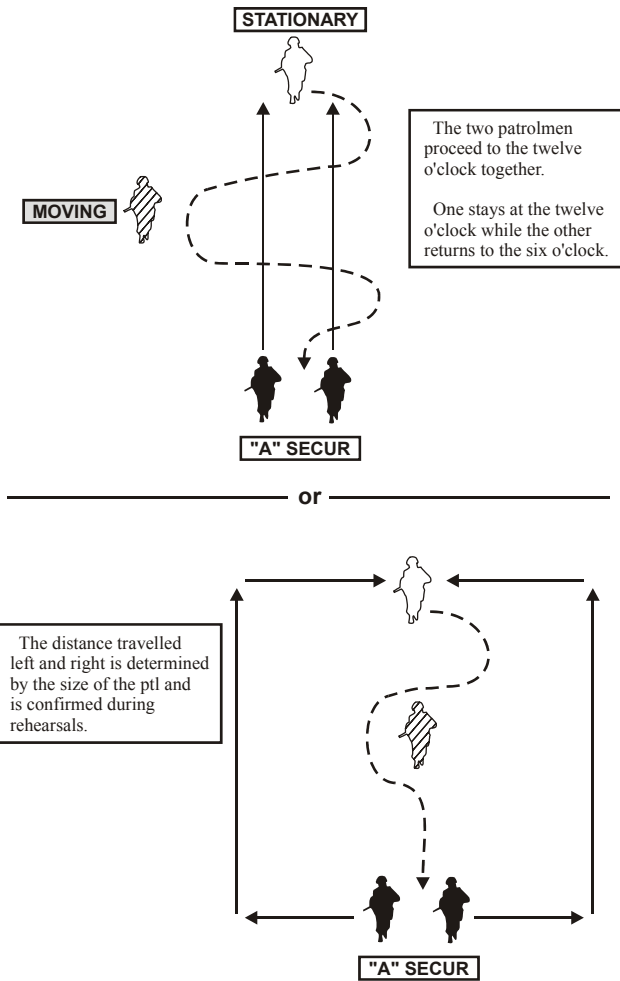 STATIONARY
The two patrolmen
proceed to the twelve
o'clock together.
One stays at the twelve
o'clock while the other
returns to the six o'clock.
MOVING
"A" SECUR
or
The distance travelled
left and right is determined
by the size of the ptl and
is confirmed during
rehearsals.
"A" SECUR